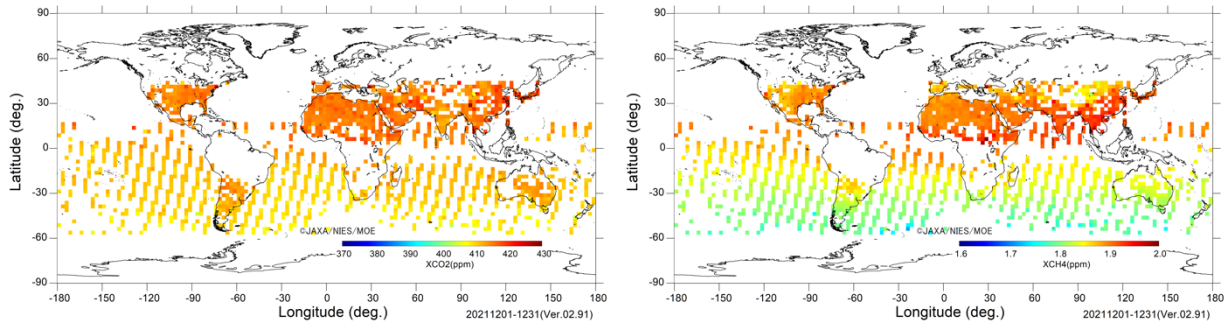 90
60
30
0
-30
-60
-90
Latitude (deg.)
©JAXA/NIES/MOE
370 380 390 400 410 420 430
XCO2(ppm)
-180 -150 -120 -90 -60 -30 0 30 60 90 120 150 180
Longitude (deg.)
20211201-1231(Ver.02.91)
90
60
30
0
-30
-60
-90
Latitude (deg.)
©JAXA/NIES/MOE
1.6 1.7 1.8 1.9 2.0
XCH4(ppm)
-180 -150 -120 -90 -60 -30 0 30 60 90 120 150 180
Longitude (deg.)
20211201-1231(Ver.02.91)